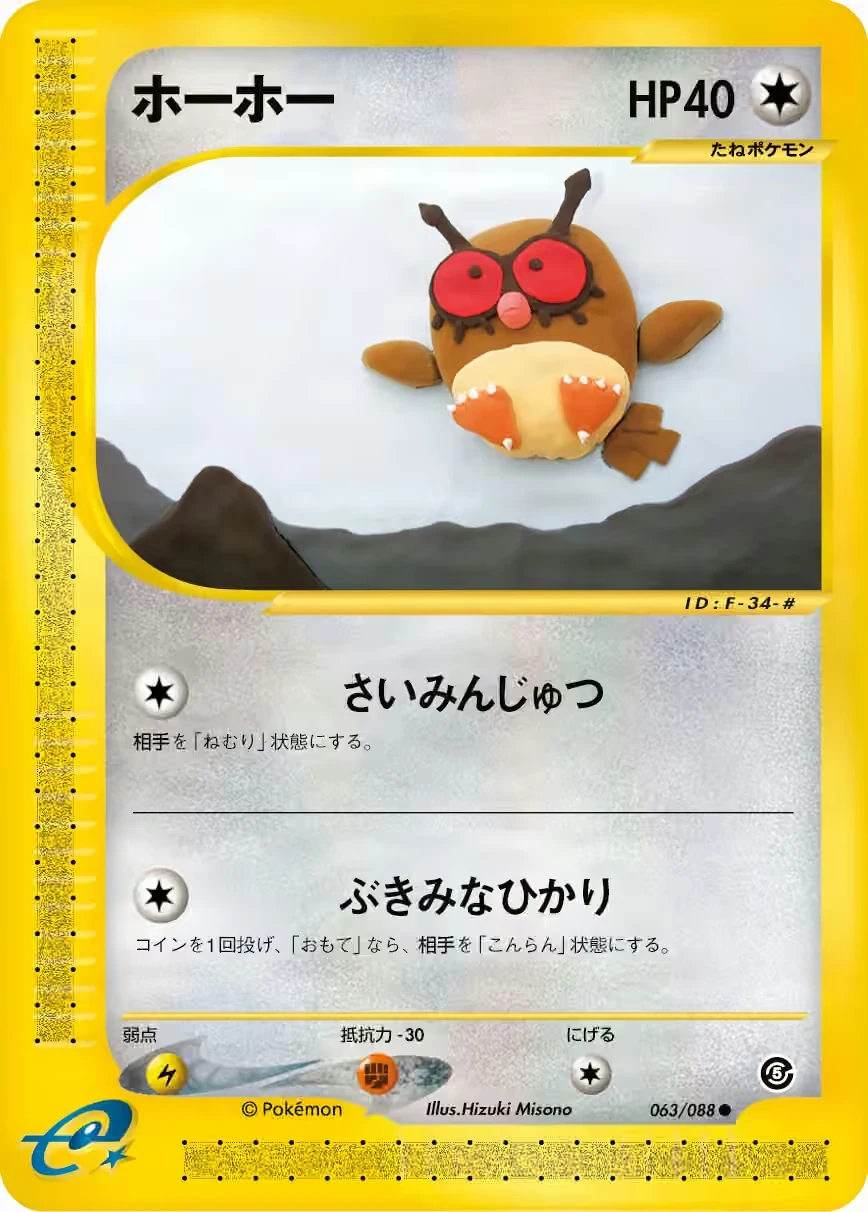 ホーホー
HP40
たねポケモン
ID : F-34-#
さいみんじゅつ
相手を「ねむり」状態にする。
ぶきみなひかり
コインを1回投げ、「おもて」なら、相手を「こんらん」状態にする。
弱点 抵抗力 -30 にげる
5
© Pokémon Illus.Hizuki Misono 063/088 ●
e